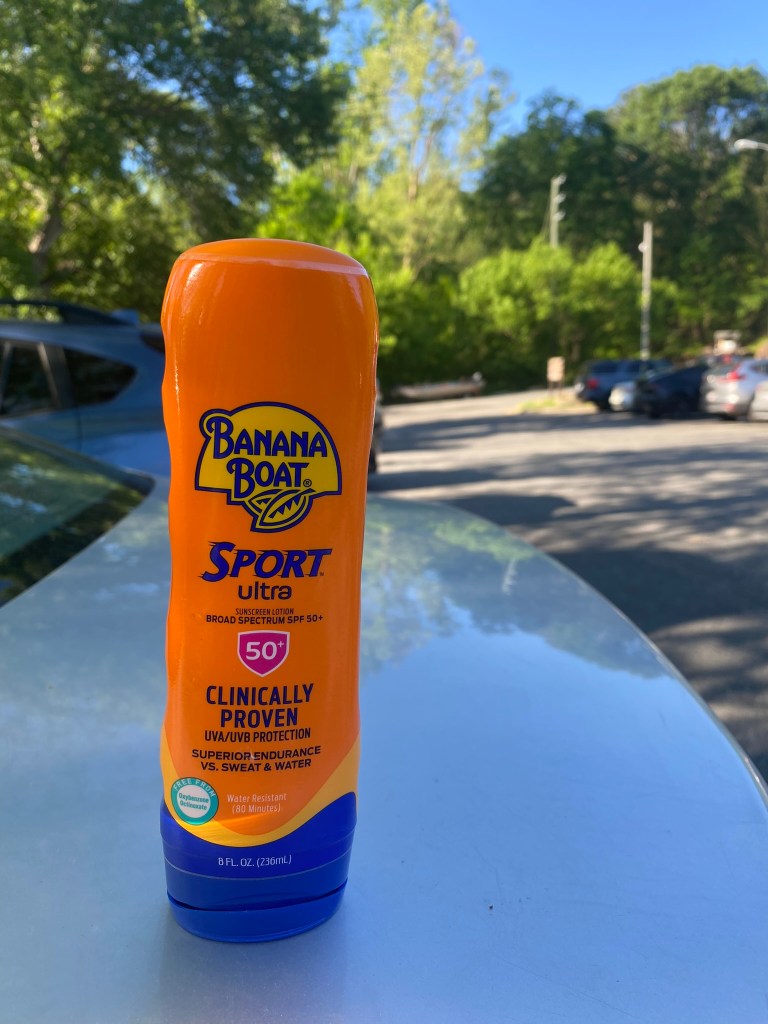 BANANA
BOAT®
SPORT™
ultra
SUNSCREEN LOTION
BROAD SPECTRUM SPF 50+
50+
CLINICALLY
PROVEN
UVA/UVB PROTECTION
SUPERIOR ENDURANCE
VS. SWEAT & WATER
FREE FROM
Oxybenzone
Octinoxate
Water Resistant
(80 Minutes)
8 FL. OZ. (236mL)